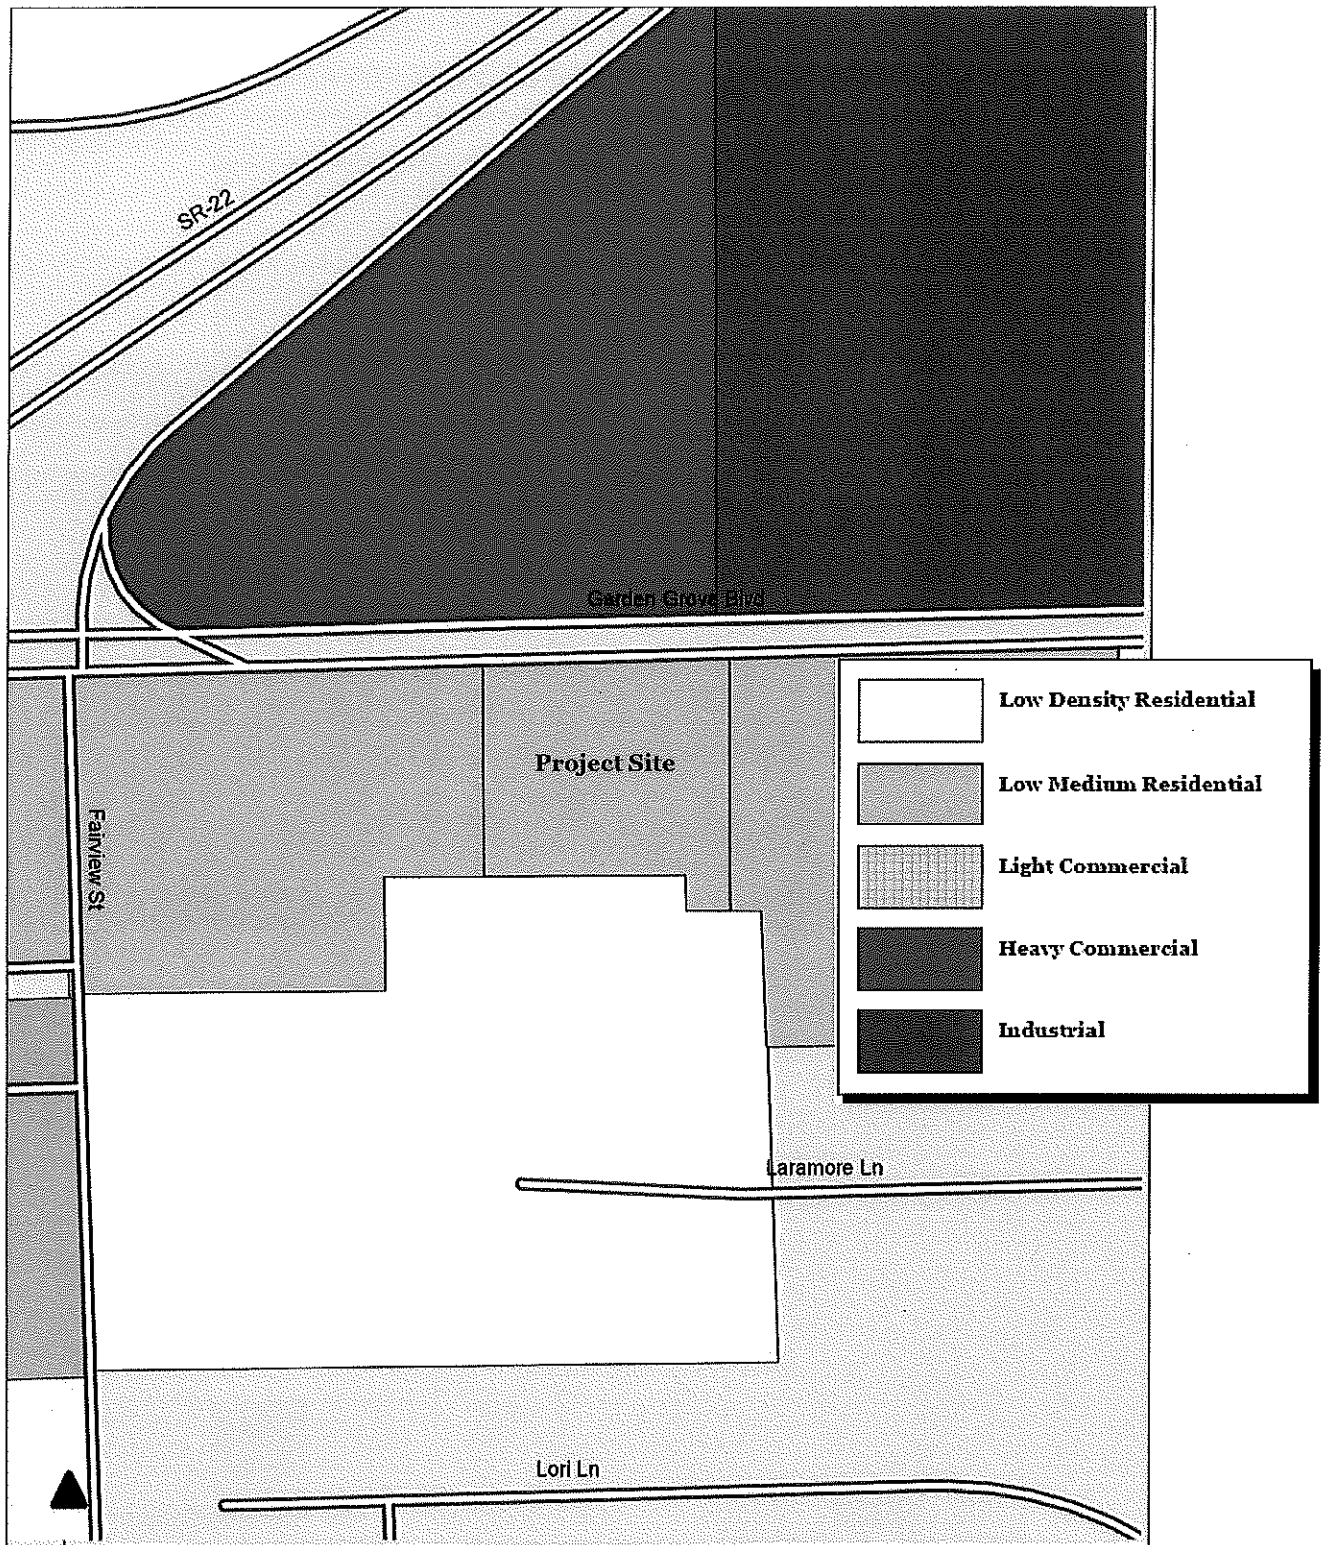 SR-22
Garden Grove Blvd
Low Density Residential
Project Site
Low Medium Residential
Fairview St
Light Commercial
Heavy Commercial
Industrial
Laramore Ln
Lori Ln